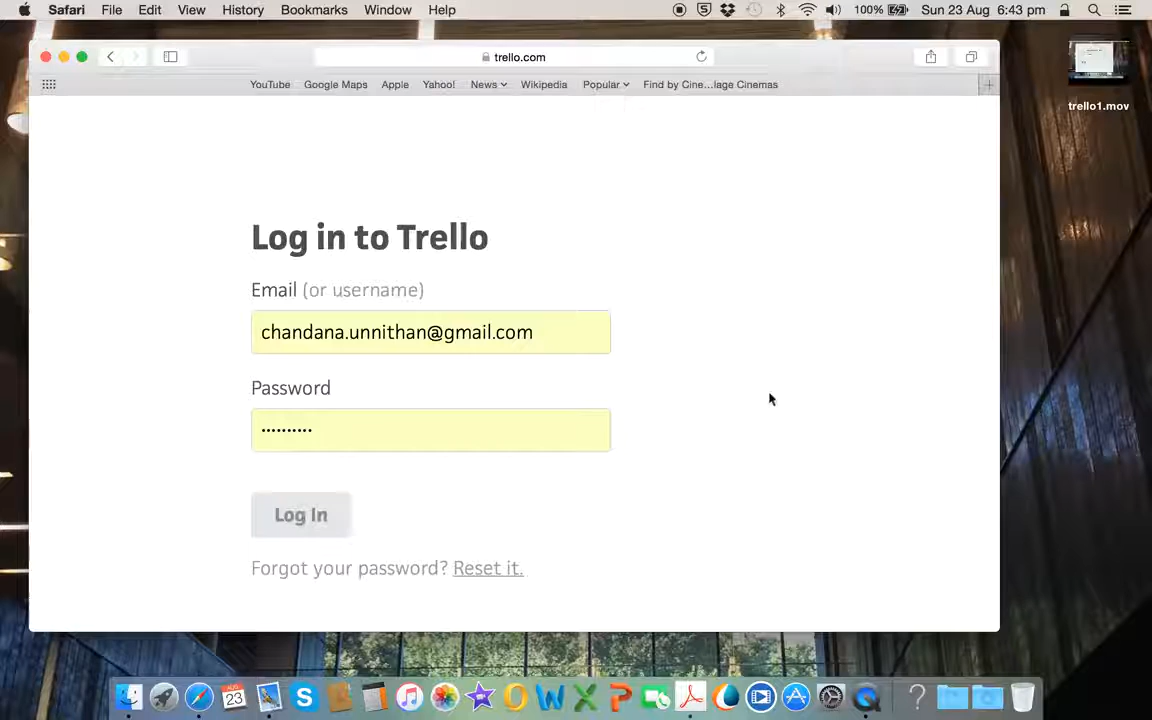 Safari File Edit View History Bookmarks Window Help 100% Sun 23 Aug 6:43 pm
trello.com
YouTube Google Maps Apple Yahoo! News Wikipedia Popular Find by Cine...lage Cinemas
trello1.mov
Log in to Trello
Email (or username)
chandana.unnithan@gmail.com
Password
••••••••••
Log In
Forgot your password? Reset it.
AUG
23